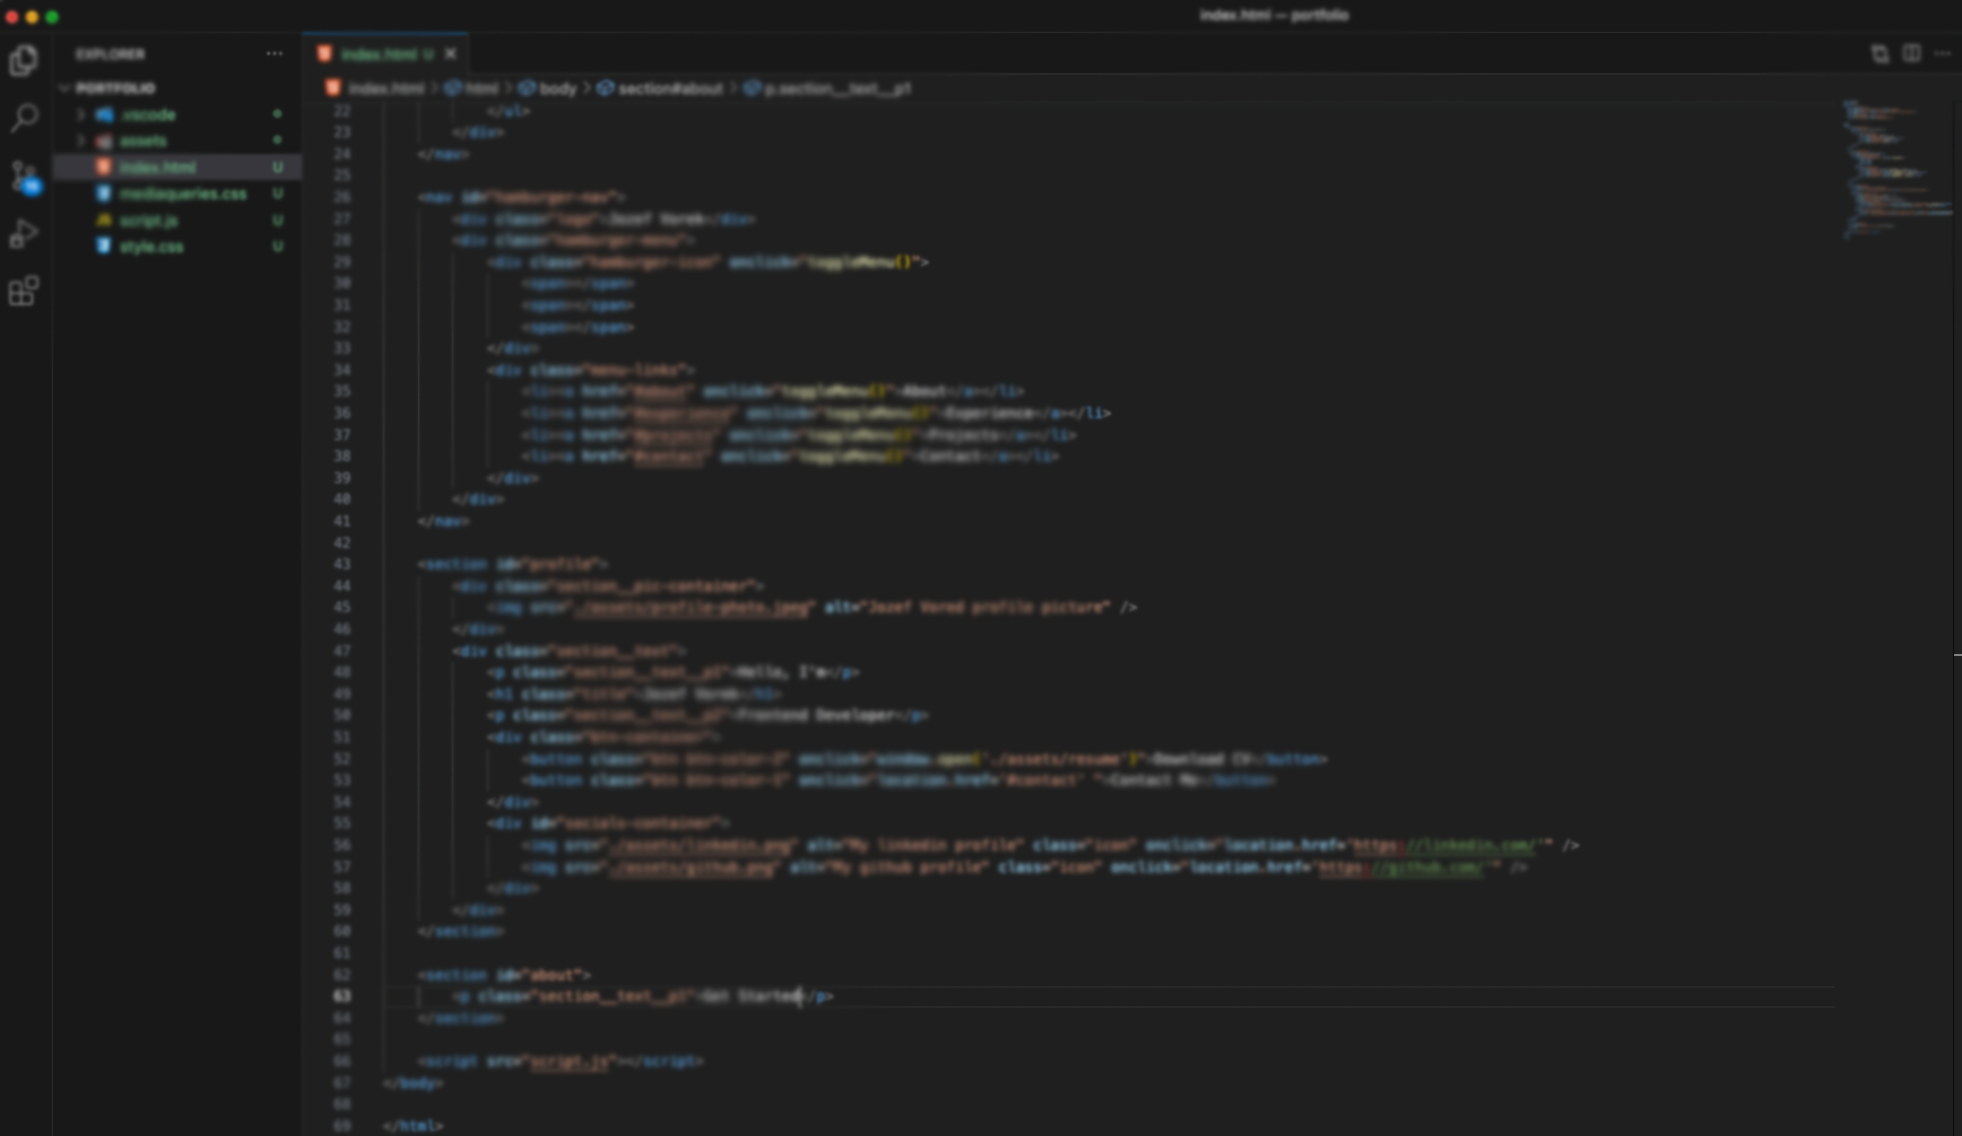 index.html — portfolio
EXPLORER
PORTFOLIO
.vscode
assets
index.html U
mediaqueries.css U
script.js U
style.css U
index.html U
index.html > html > body > section#about > p.section__text__p1
22 </ul>
23 </div>
24 </nav>
25
26 <nav id="hamburger-nav">
27 <div class="logo">Jozef Vorek</div>
28 <div class="hamburger-menu">
29 <div class="hamburger-icon" onclick="toggleMenu()">
30 <span></span>
31 <span></span>
32 <span></span>
33 </div>
34 <div class="menu-links">
35 <li><a href="#about" onclick="toggleMenu()">About</a></li>
36 <li><a href="#experience" onclick="toggleMenu()">Experience</a></li>
37 <li><a href="#projects" onclick="toggleMenu()">Projects</a></li>
38 <li><a href="#contact" onclick="toggleMenu()">Contact</a></li>
39 </div>
40 </div>
41 </nav>
42
43 <section id="profile">
44 <div class="section__pic-container">
45 <img src="./assets/profile-photo.jpeg" alt="Jozef Vored profile picture" />
46 </div>
47 <div class="section__text">
48 <p class="section__text__p1">Hello, I'm</p>
49 <h1 class="title">Jozef Vorek</h1>
50 <p class="section__text__p2">Frontend Developer</p>
51 <div class="btn-container">
52 <button class="btn btn-color-2" onclick="window.open('./assets/resume')">Download CV</button>
53 <button class="btn btn-color-1" onclick="location.href='#contact' ">Contact Me</button>
54 </div>
55 <div id="socials-container">
56 <img src="./assets/linkedin.png" alt="My linkedin profile" class="icon" onclick="location.href='https://linkedin.com/'" />
57 <img src="./assets/github.png" alt="My github profile" class="icon" onclick="location.href='https://github.com/'" />
58 </div>
59 </div>
60 </section>
61
62 <section id="about">
63 <p class="section__text__p1">Get Started</p>
64 </section>
65
66 <script src="script.js"></script>
67 </body>
68
69 </html>